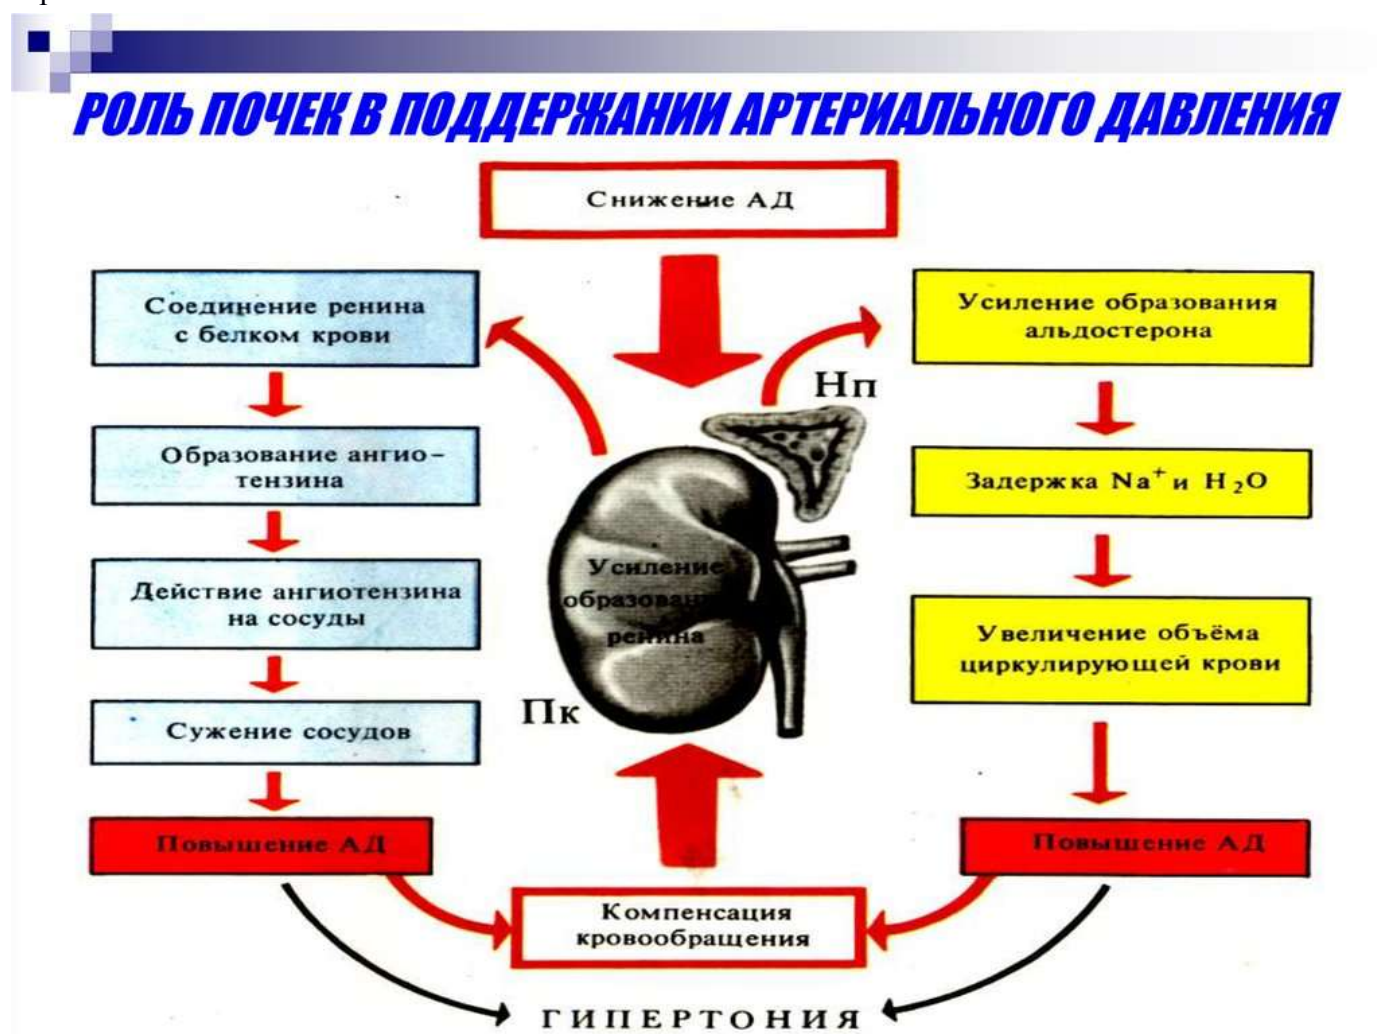 РОЛЬ ПОЧЕК В ПОДДЕРЖАНИИ АРТЕРИАЛЬНОГО ДАВЛЕНИЯ
Снижение АД
Соединение ренина
с белком крови
Образование ангио-
тензина
Действие ангиотензина
на сосуды
Сужение сосудов
Повышение АД
Нп
Усиление
образования
ренина
Пк
Усиление образования
альдостерона
Задержка Na⁺ и H₂O
Увеличение объёма
циркулирующей крови
Повышение АД
Компенсация
кровообращения
ГИПЕРТОНИЯ